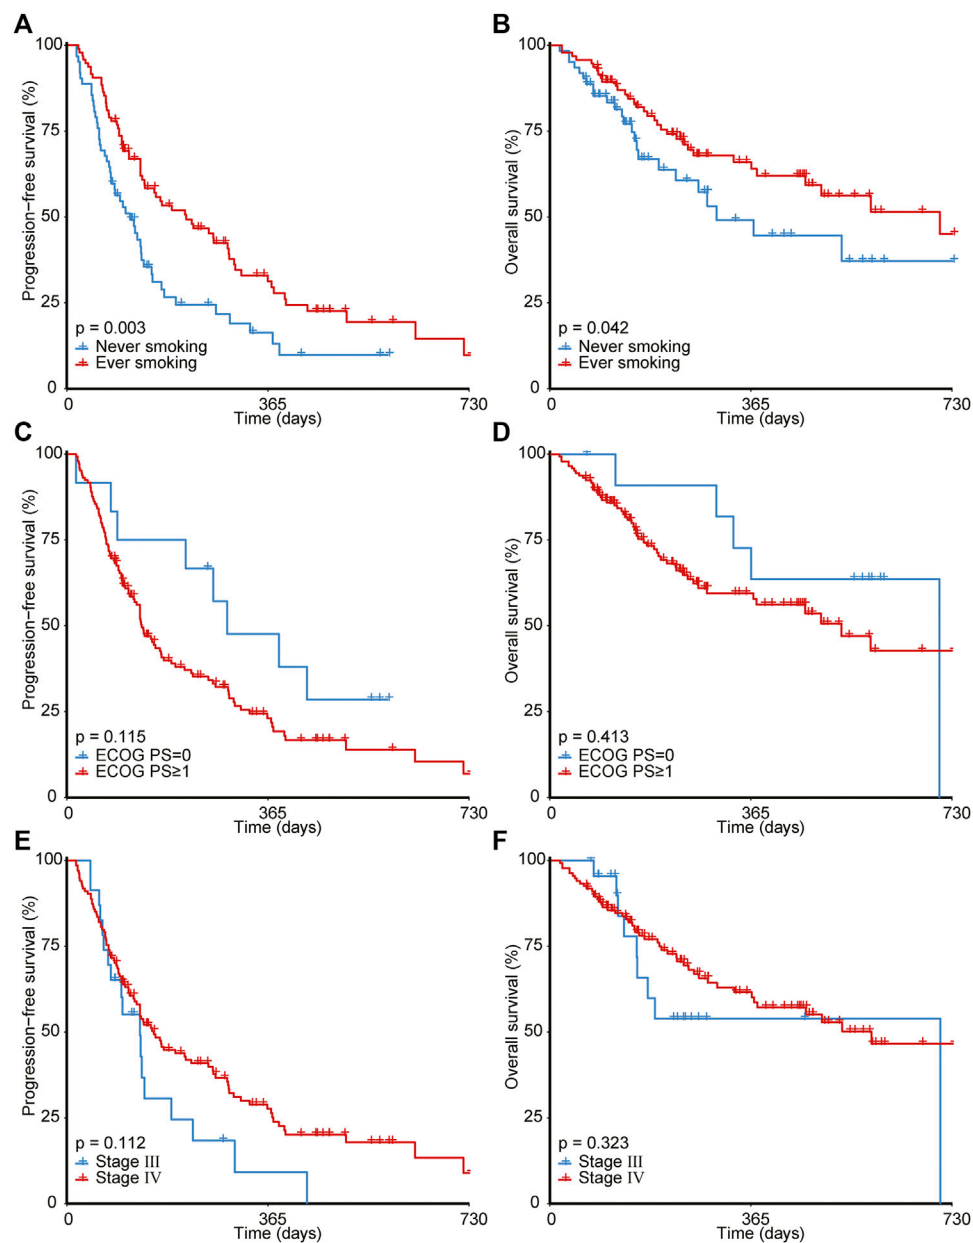 A
Progression−free survival (%)
100
75
50
25
0
p = 0.003
Never smoking
Ever smoking
0 365 730
Time (days)
B
Overall survival (%)
100
75
50
25
0
p = 0.042
Never smoking
Ever smoking
0 365 730
Time (days)
C
Progression−free survival (%)
100
75
50
25
0
p = 0.115
ECOG PS=0
ECOG PS≥1
0 365 730
Time (days)
D
Overall survival (%)
100
75
50
25
0
p = 0.413
ECOG PS=0
ECOG PS≥1
0 365 730
Time (days)
E
Progression−free survival (%)
100
75
50
25
0
p = 0.112
Stage III
Stage IV
0 365 730
Time (days)
F
Overall survival (%)
100
75
50
25
0
p = 0.323
Stage III
Stage IV
0 365 730
Time (days)